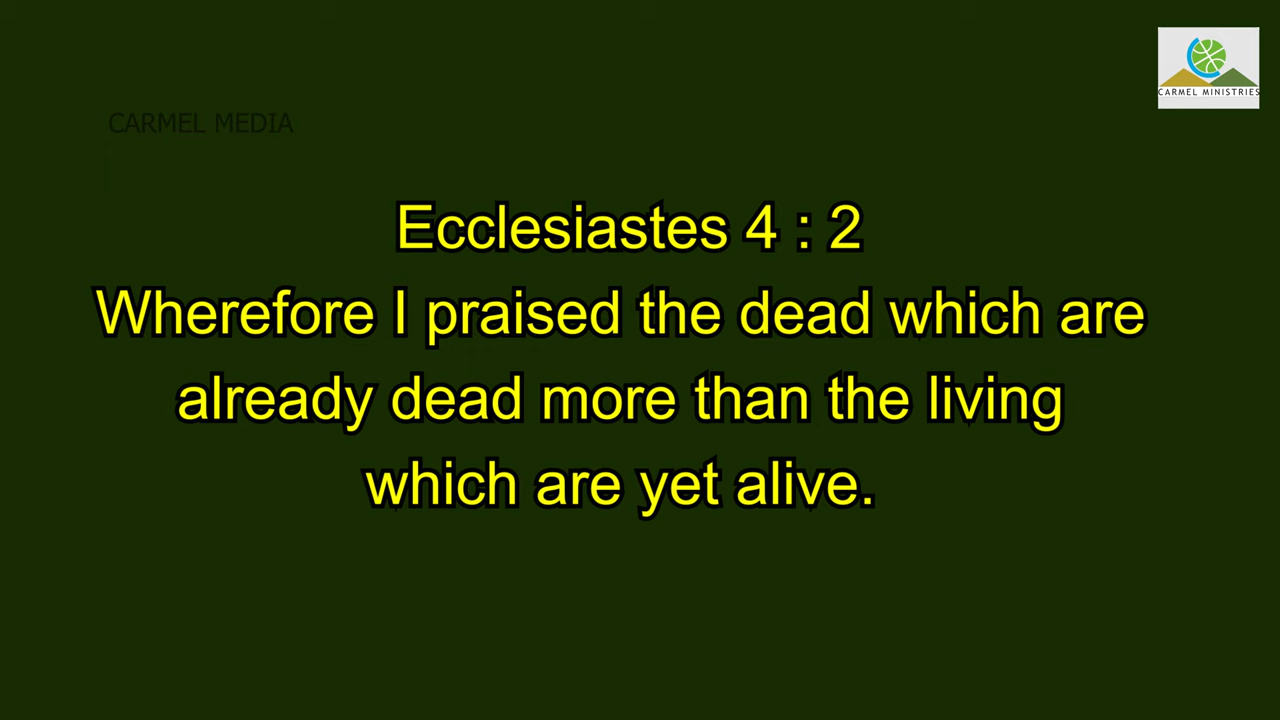 CARMEL MINISTRIES
CARMEL MEDIA
Ecclesiastes 4 : 2
Wherefore I praised the dead which are
already dead more than the living
which are yet alive.